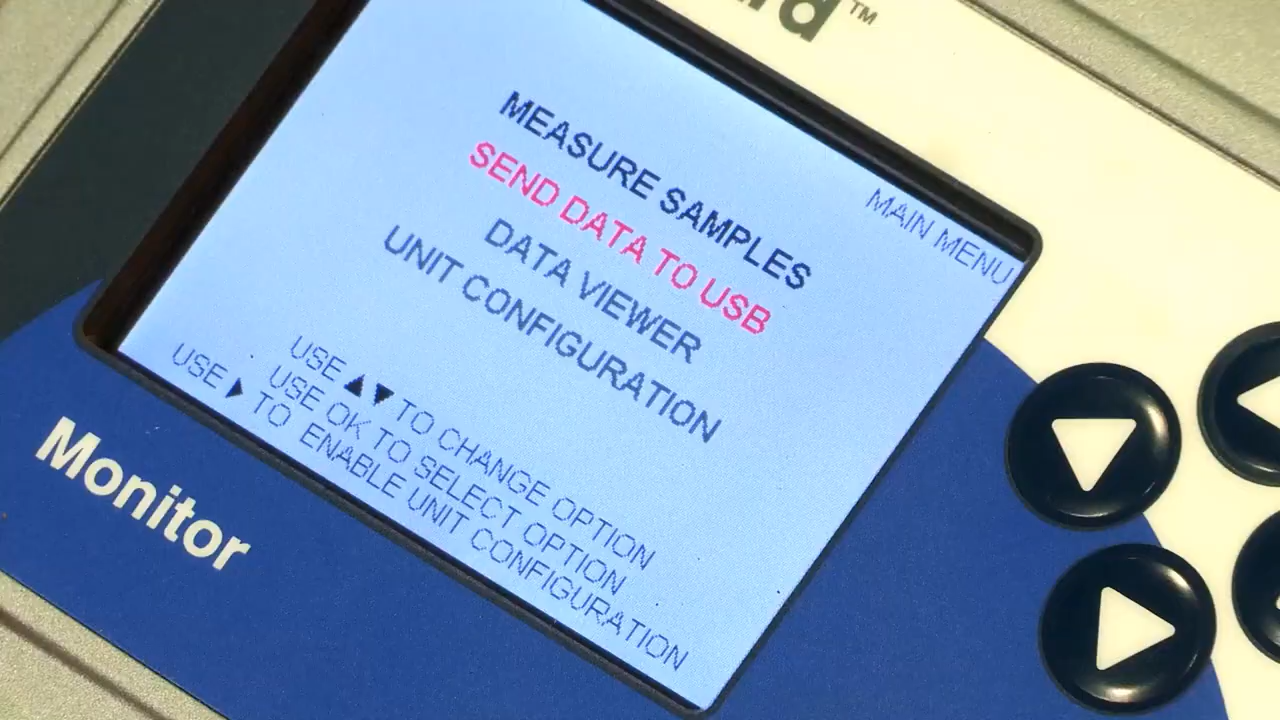 TM
MAIN MENU
MEASURE SAMPLES
SEND DATA TO USB
DATA VIEWER
UNIT CONFIGURATION
USE ▲▼ TO CHANGE OPTION
USE OK TO SELECT OPTION
USE ▶ TO ENABLE UNIT CONFIGURATION
Monitor